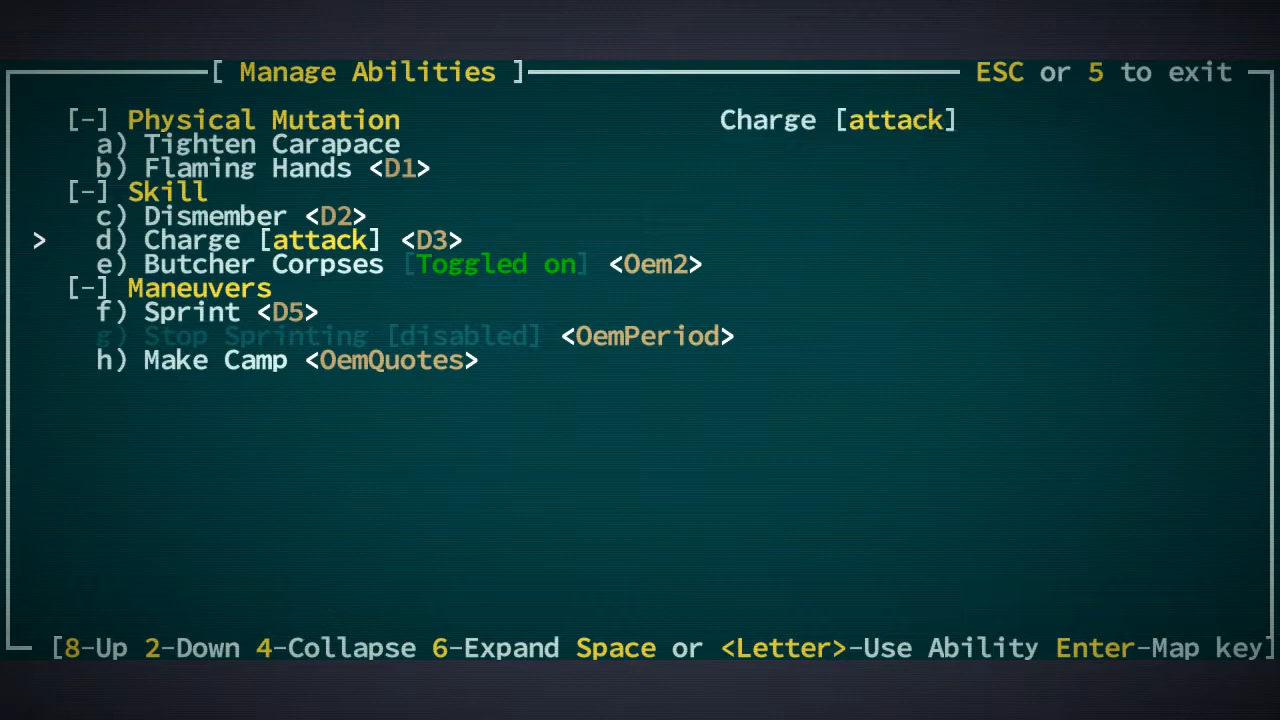 [ Manage Abilities ] ESC or 5 to exit
[-] Physical Mutation Charge [attack]
a) Tighten Carapace
b) Flaming Hands <D1>
[-] Skill
c) Dismember <D2>
> d) Charge [attack] <D3>
e) Butcher Corpses [Toggled on] <Oem2>
[-] Maneuvers
f) Sprint <D5>
g) Stop Sprinting [disabled] <OemPeriod>
h) Make Camp <OemQuotes>
[8-Up 2-Down 4-Collapse 6-Expand Space or <Letter>-Use Ability Enter-Map key]